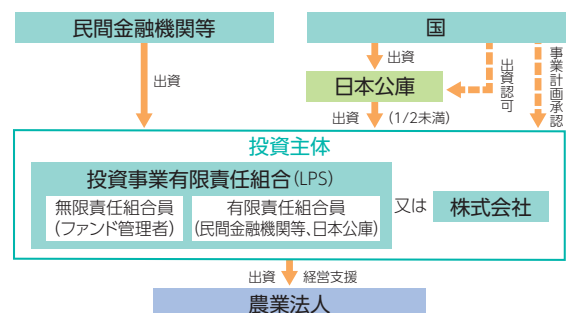 民間金融機関等
国
出資
出資
出資認可
事業計画承認
日本公庫
出資 (1/2未満)
投資主体
投資事業有限責任組合(LPS)
無限責任組合員
(ファンド管理者)
有限責任組合員
(民間金融機関等、日本公庫)
又は
株式会社
出資 経営支援
農業法人